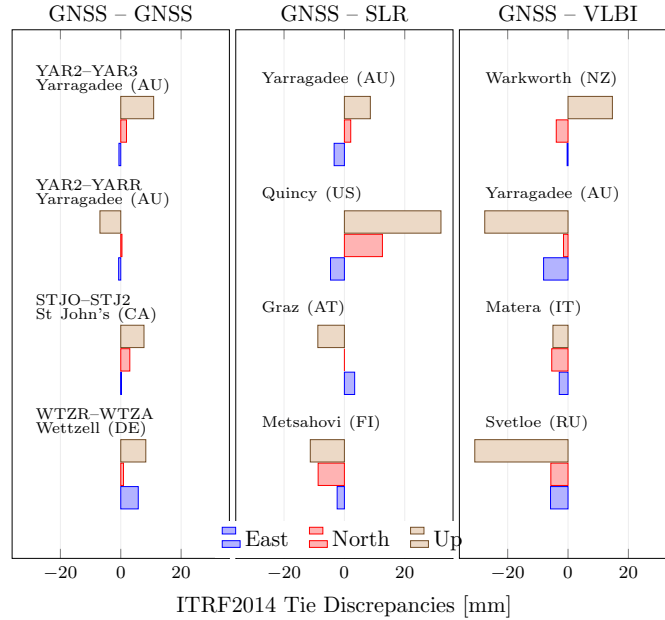 GNSS – GNSS
GNSS – SLR
GNSS – VLBI
YAR2–YAR3
Yarragadee (AU)
YAR2–YARR
Yarragadee (AU)
STJO–STJ2
St John's (CA)
WTZR–WTZA
Wettzell (DE)
Yarragadee (AU)
Quincy (US)
Graz (AT)
Metsahovi (FI)
Warkworth (NZ)
Yarragadee (AU)
Matera (IT)
Svetloe (RU)
East North Up
−20 0 20
−20 0 20
−20 0 20
ITRF2014 Tie Discrepancies [mm]